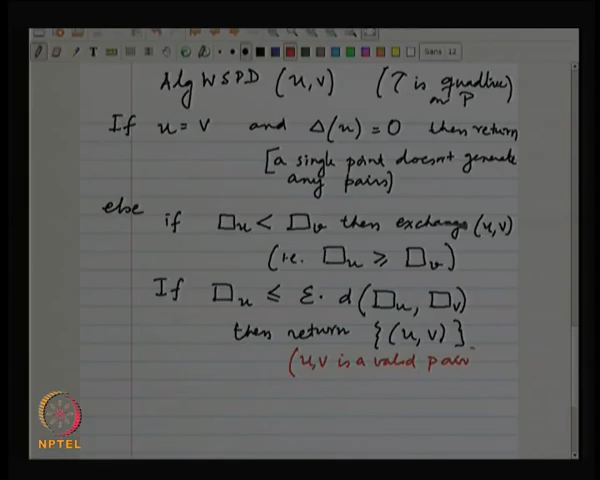 Sans 12
Alg WSPD (u, v) (T is quadtree
on P)
If u = v and Δ(u) = 0 then return
[a single point doesn't generate
any pairs)
else
if □u < □v then exchange (u, v)
(i.e. □u ⩾ □v)
If □u ≤ ε. d(□u, □v)
then return {(u, v)}
(u,v is a valid pair
NPTEL